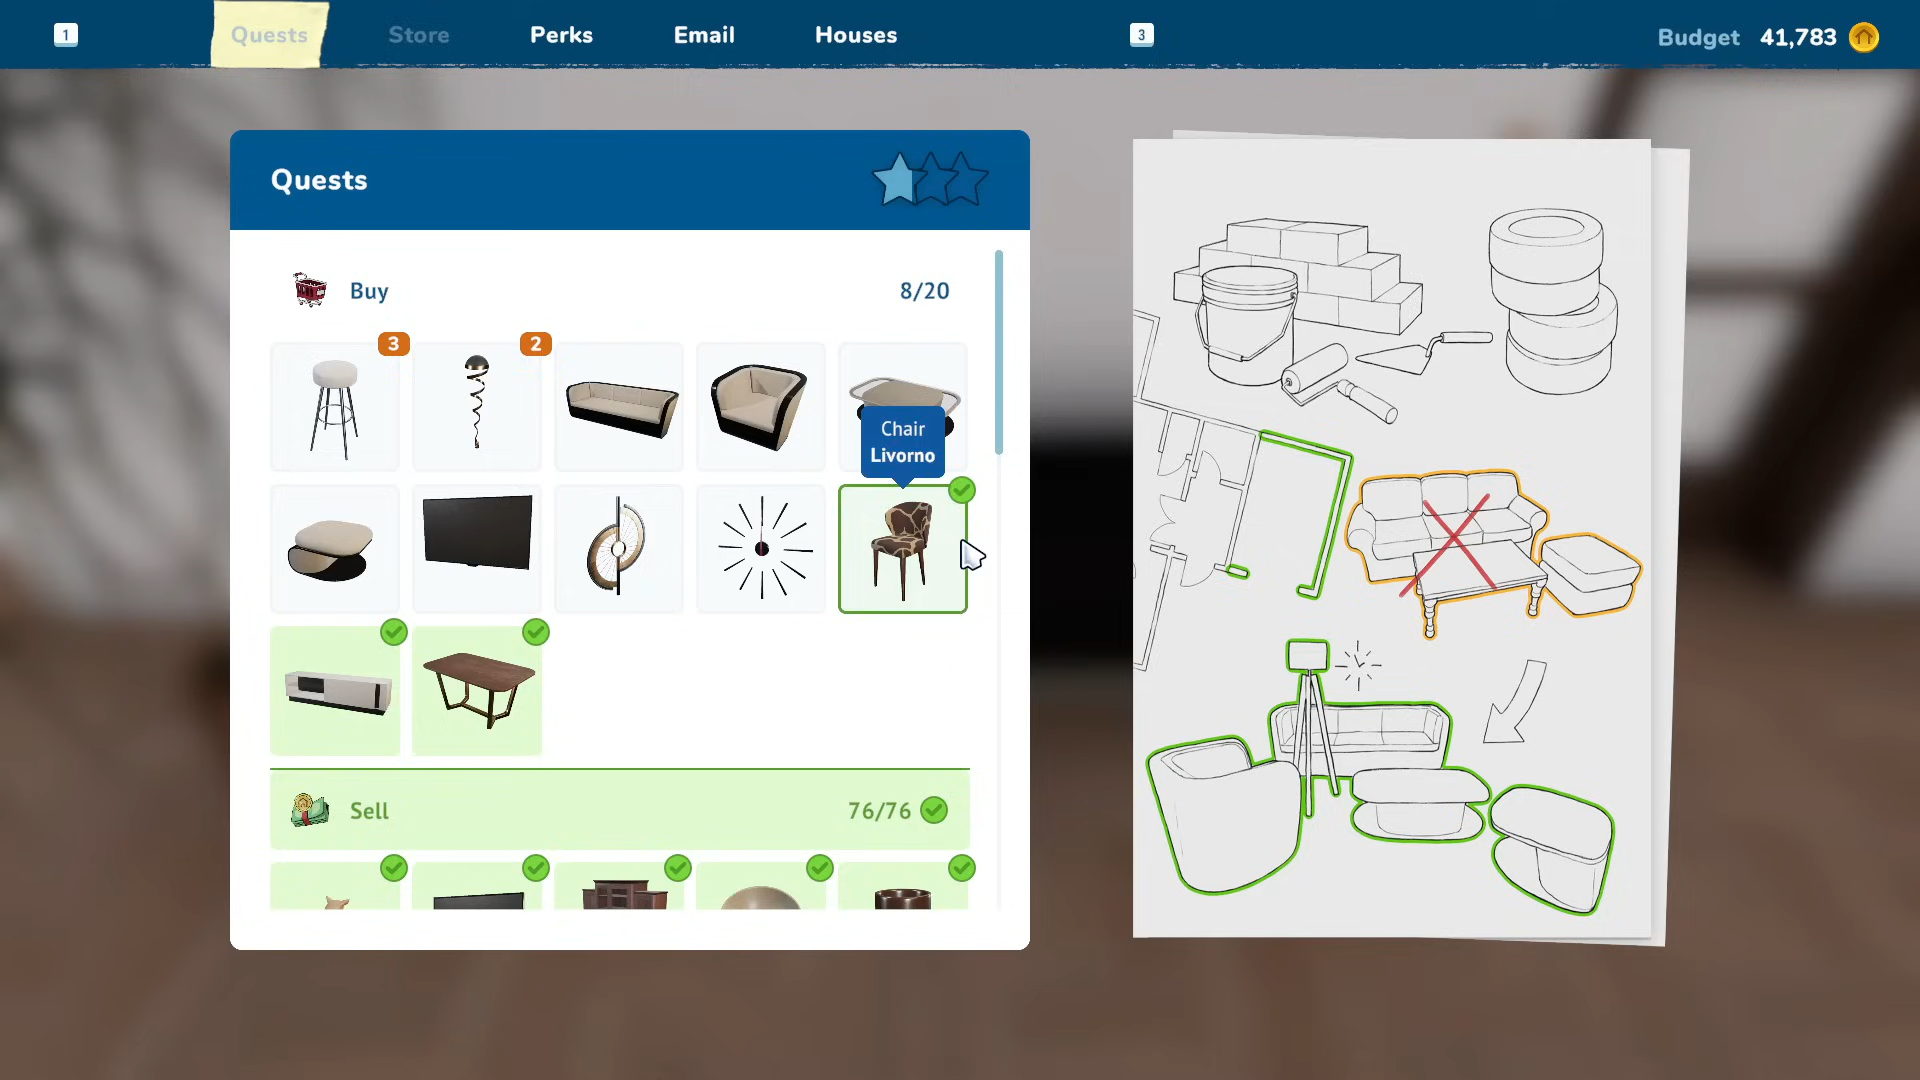 1
Quests
Store
Perks
Email
Houses
3
Budget 41,783
Quests
Buy
8/20
3
2
Chair
Livorno
Sell
76/76